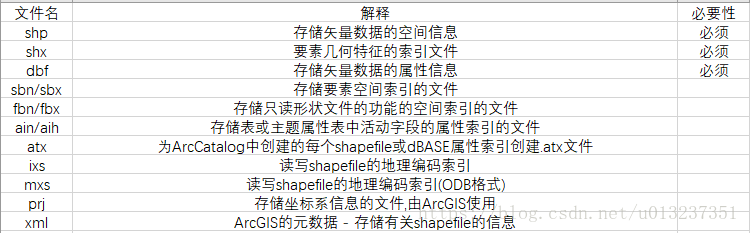 文件名 解释 必要性
shp 存储矢量数据的空间信息 必须
shx 要素几何特征的索引文件 必须
dbf 存储矢量数据的属性信息 必须
sbn/sbx 存储要素空间索引的文件
fbn/fbx 存储只读形状文件的功能的空间索引的文件
ain/aih 存储表或主题属性表中活动字段的属性索引的文件
atx 为ArcCatalog中创建的每个shapefile或dBASE属性索引创建.atx文件
ixs 读写shapefile的地理编码索引
mxs 读写shapefile的地理编码索引(ODB格式)
prj 存储坐标系信息的文件,由ArcGIS使用
xml ArcGIS的元数据 - 存储有关shapefile的信息
https://blog.csdn.net/u013237351